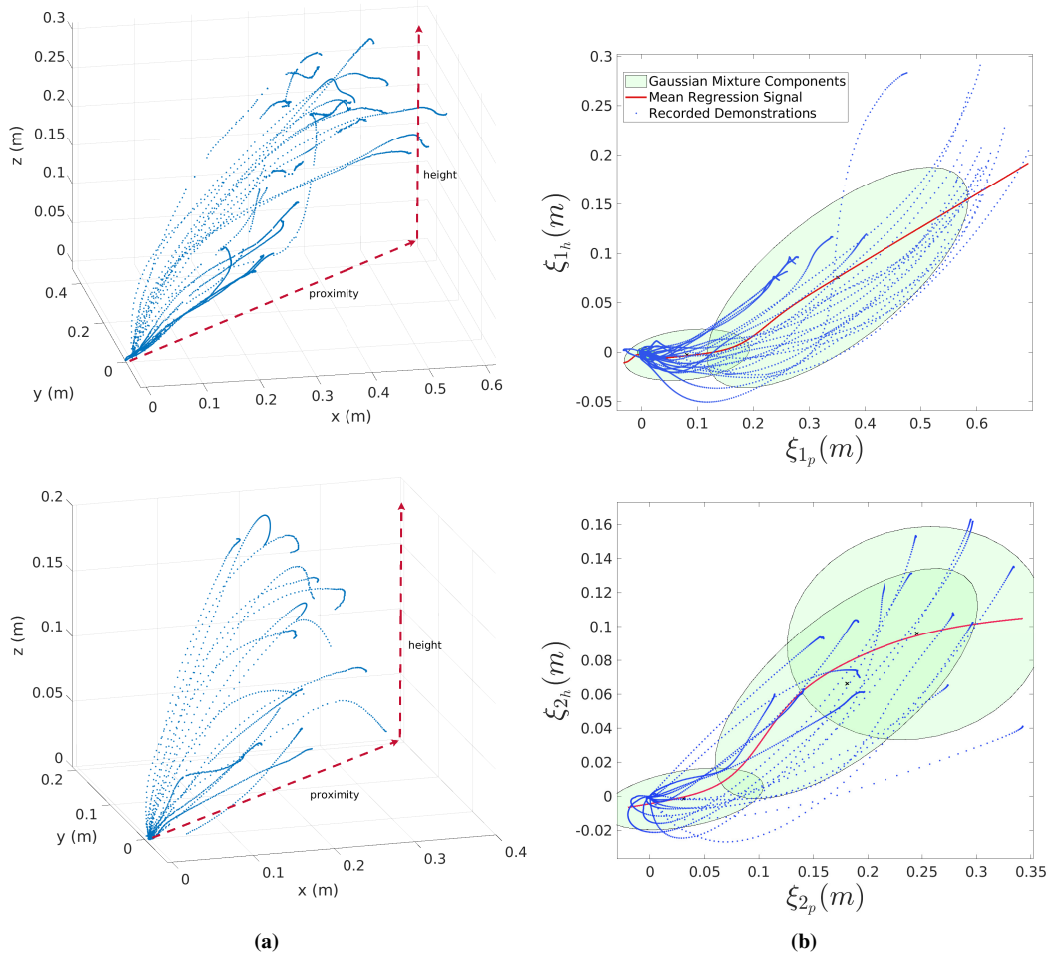 0.3
0.25
0.2
0.15
0.1
0.05
0
z (m)
0.4
0.2
0
y (m)
0 0.1 0.2 0.3 0.4 0.5 0.6
x (m)
height
proximity
0.3
0.25
0.2
0.15
0.1
0.05
0
-0.05
ξ1h(m)
Gaussian Mixture Components
Mean Regression Signal
Recorded Demonstrations
0 0.1 0.2 0.3 0.4 0.5 0.6
ξ1p(m)
0.2
0.15
0.1
0.05
0
z (m)
0.2
0.1
0
y (m)
0 0.1 0.2 0.3 0.4
x (m)
height
proximity
0.16
0.14
0.12
0.1
0.08
0.06
0.04
0.02
0
-0.02
ξ2h(m)
0 0.05 0.1 0.15 0.2 0.25 0.3 0.35
ξ2p(m)
(a)
(b)